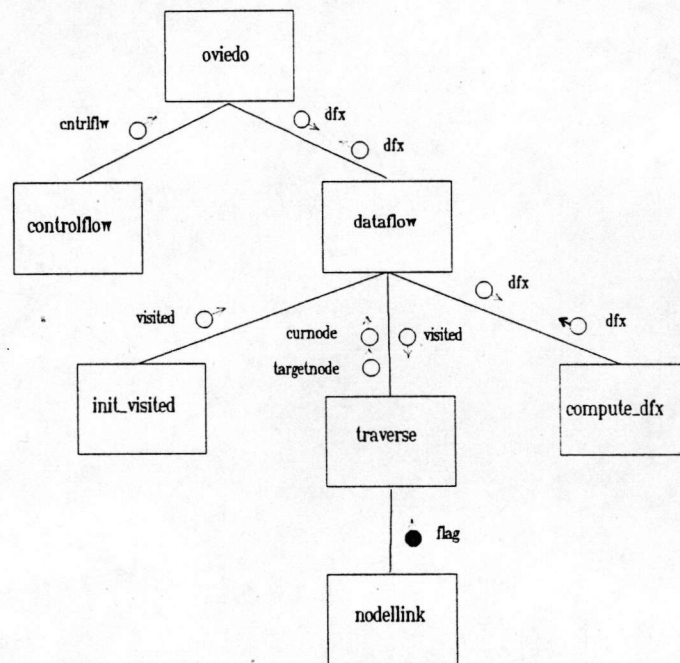 oviedo
cntrlflw
dfx
dfx
controlflow
dataflow
visited
curnode
targetnode
visited
dfx
dfx
init_visited
traverse
compute_dfx
flag
nodellink